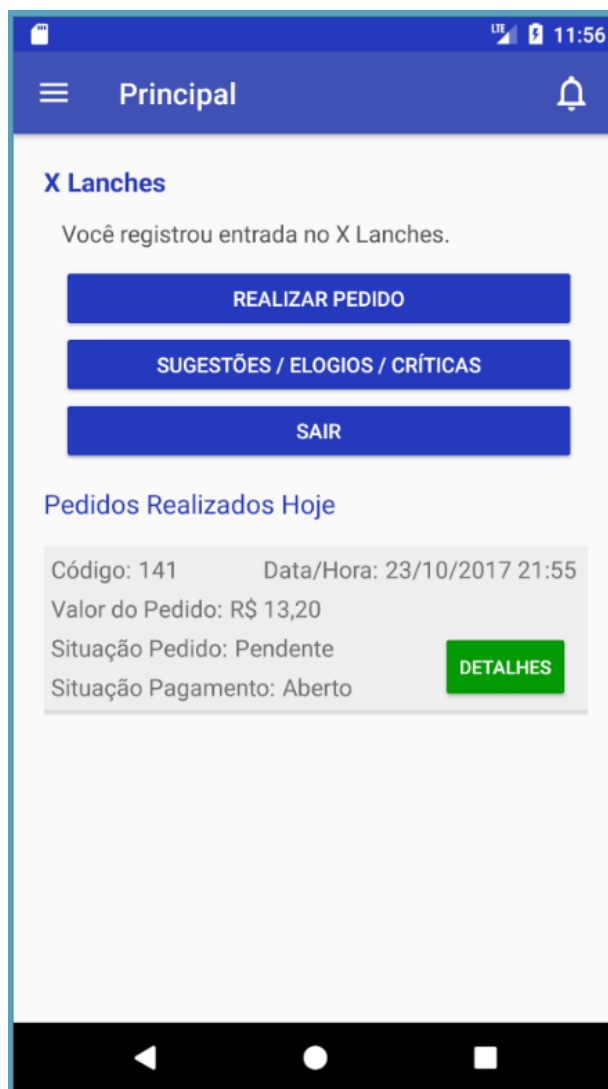 LTE 11:56
Principal
X Lanches
Você registrou entrada no X Lanches.
REALIZAR PEDIDO
SUGESTÕES / ELOGIOS / CRÍTICAS
SAIR
Pedidos Realizados Hoje
Código: 141 Data/Hora: 23/10/2017 21:55
Valor do Pedido: R$ 13,20
Situação Pedido: Pendente
DETALHES
Situação Pagamento: Aberto